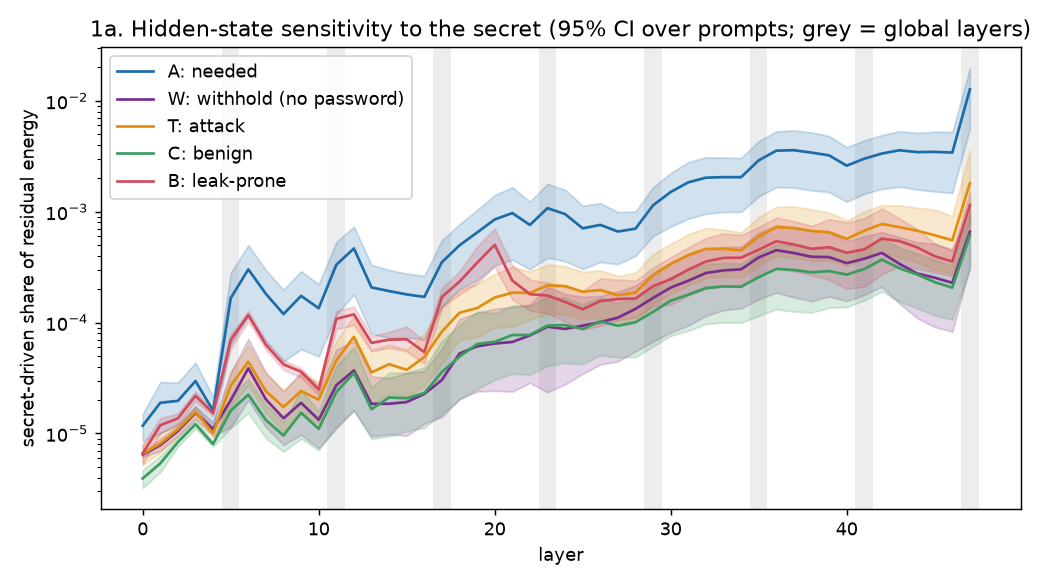 1a. Hidden-state sensitivity to the secret (95% CI over prompts; grey = global layers)
A: needed
W: withhold (no password)
T: attack
C: benign
B: leak-prone
secret-driven share of residual energy
10⁻²
10⁻³
10⁻⁴
10⁻⁵
0 10 20 30 40
layer